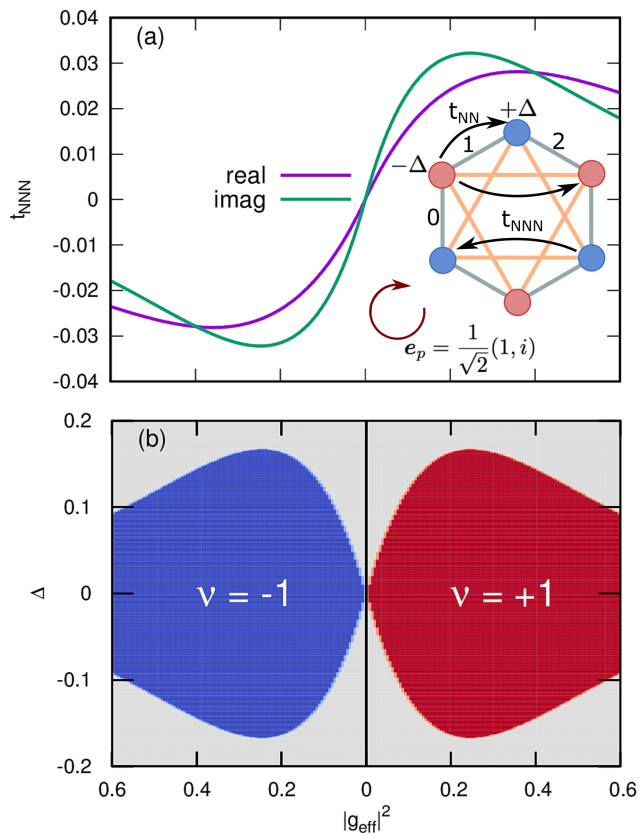 (a)
0.04
0.03
0.02
0.01
0
-0.01
-0.02
-0.03
-0.04
t_NNN
real
imag
t_NN
+Δ
1
2
-Δ
0
t_NNN
e_p = 1/√2 (1, i)
(b)
0.2
0.1
0
-0.1
-0.2
Δ
ν = -1
ν = +1
0.6 0.4 0.2 0 0.2 0.4 0.6
|g_eff|^2